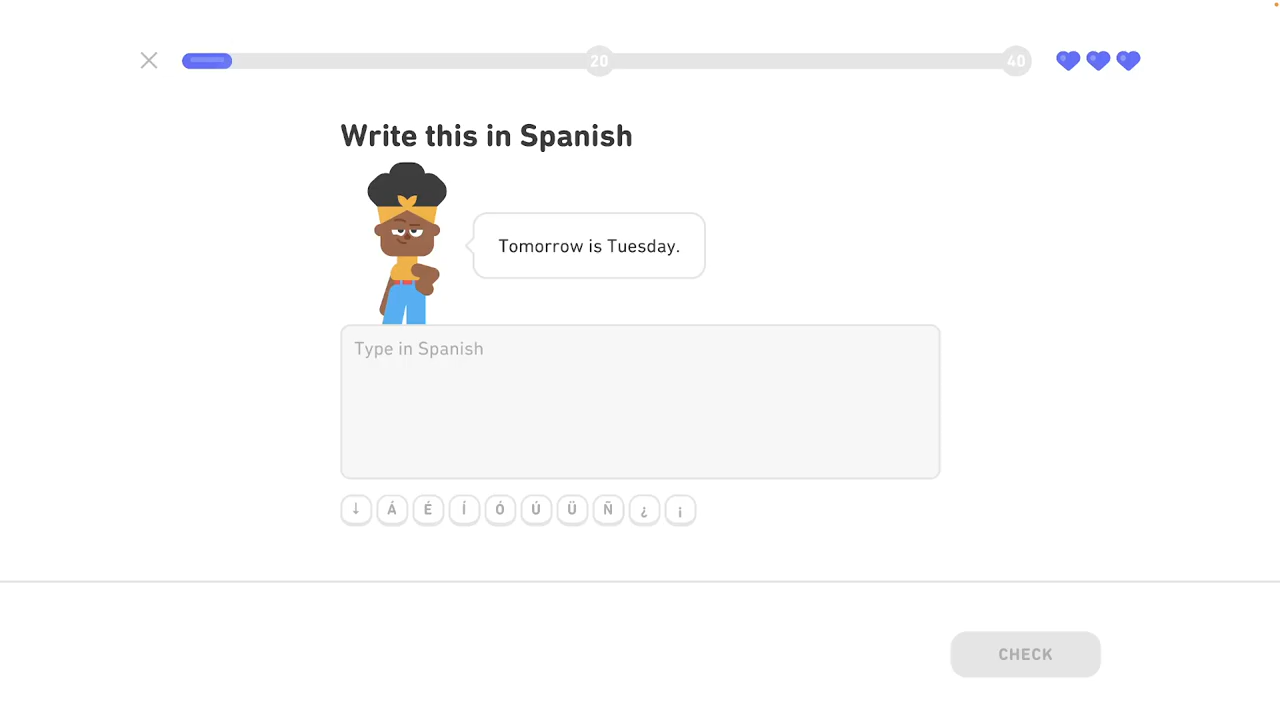 20
40
Write this in Spanish
Tomorrow is Tuesday.
Type in Spanish
↓ Á É Í Ó Ú Ü Ñ ¿ ¡
CHECK